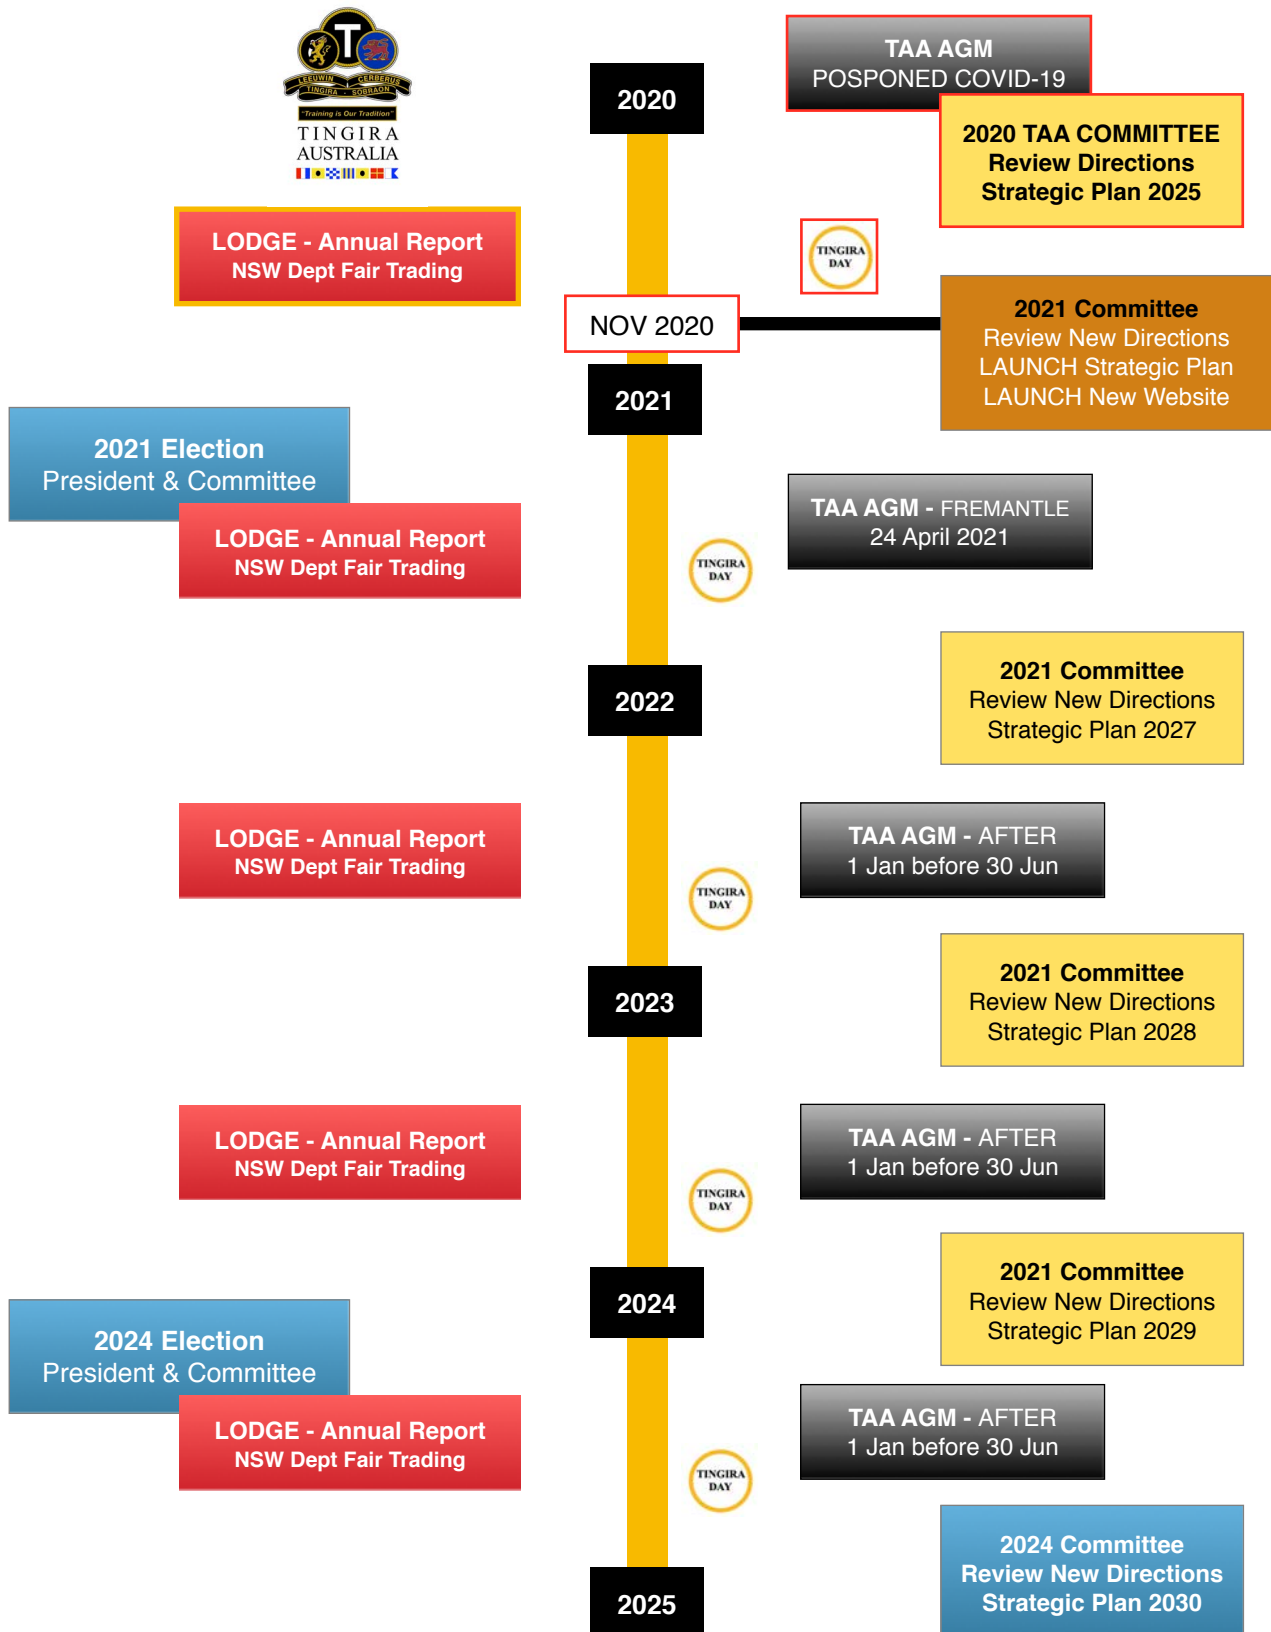 T
LEEUWIN CERBERUS
TINGIRA - SOBRAON
"Training is Our Tradition"
TINGIRA
AUSTRALIA
2020
TAA AGM
POSPONED COVID-19
2020 TAA COMMITTEE
Review Directions
Strategic Plan 2025
LODGE - Annual Report
NSW Dept Fair Trading
TINGIRA
DAY
NOV 2020
2021 Committee
Review New Directions
LAUNCH Strategic Plan
LAUNCH New Website
2021
2021 Election
President & Committee
LODGE - Annual Report
NSW Dept Fair Trading
TINGIRA
DAY
TAA AGM - FREMANTLE
24 April 2021
2022
2021 Committee
Review New Directions
Strategic Plan 2027
LODGE - Annual Report
NSW Dept Fair Trading
TINGIRA
DAY
TAA AGM - AFTER
1 Jan before 30 Jun
2023
2021 Committee
Review New Directions
Strategic Plan 2028
LODGE - Annual Report
NSW Dept Fair Trading
TINGIRA
DAY
TAA AGM - AFTER
1 Jan before 30 Jun
2024
2021 Committee
Review New Directions
Strategic Plan 2029
2024 Election
President & Committee
LODGE - Annual Report
NSW Dept Fair Trading
TINGIRA
DAY
TAA AGM - AFTER
1 Jan before 30 Jun
2025
2024 Committee
Review New Directions
Strategic Plan 2030